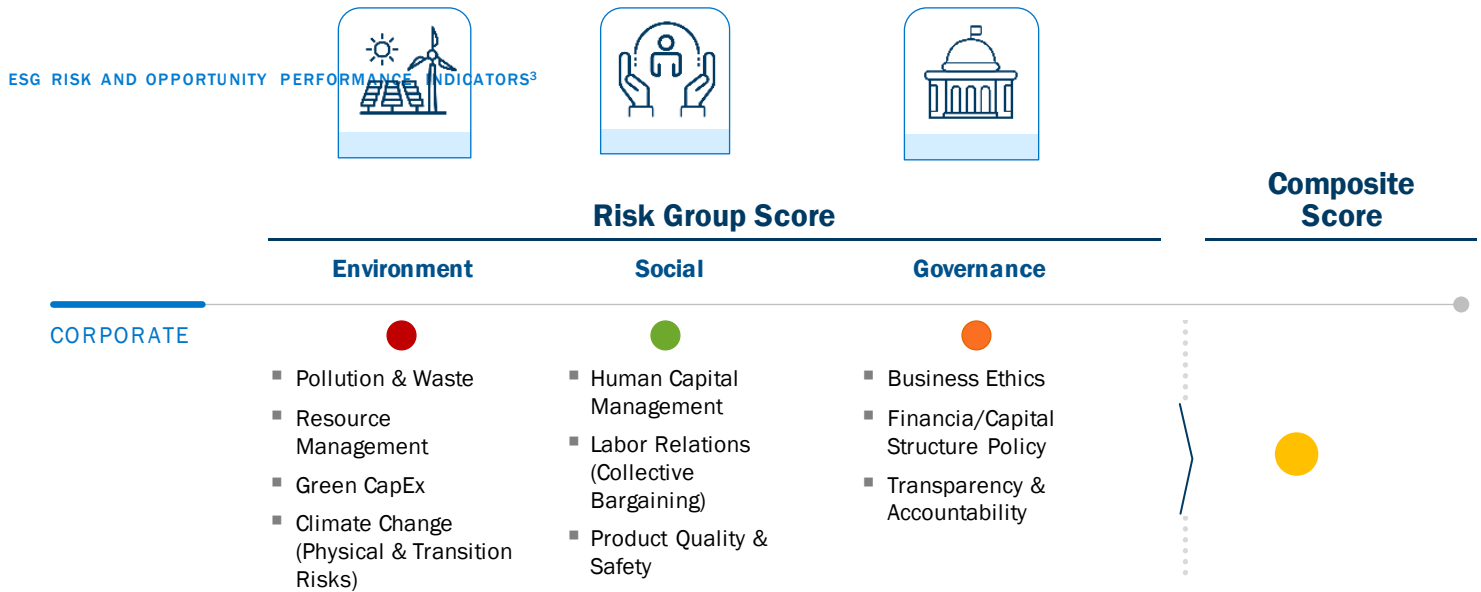 ESG RISK AND OPPORTUNITY PERFORMANCE INDICATORS³
Composite
Score
Risk Group Score
Environment
Social
Governance
CORPORATE
Pollution & Waste
Resource
Management
Green CapEx
Climate Change
(Physical & Transition
Risks)
Human Capital
Management
Labor Relations
(Collective
Bargaining)
Product Quality &
Safety
Business Ethics
Financia/Capital
Structure Policy
Transparency &
Accountability